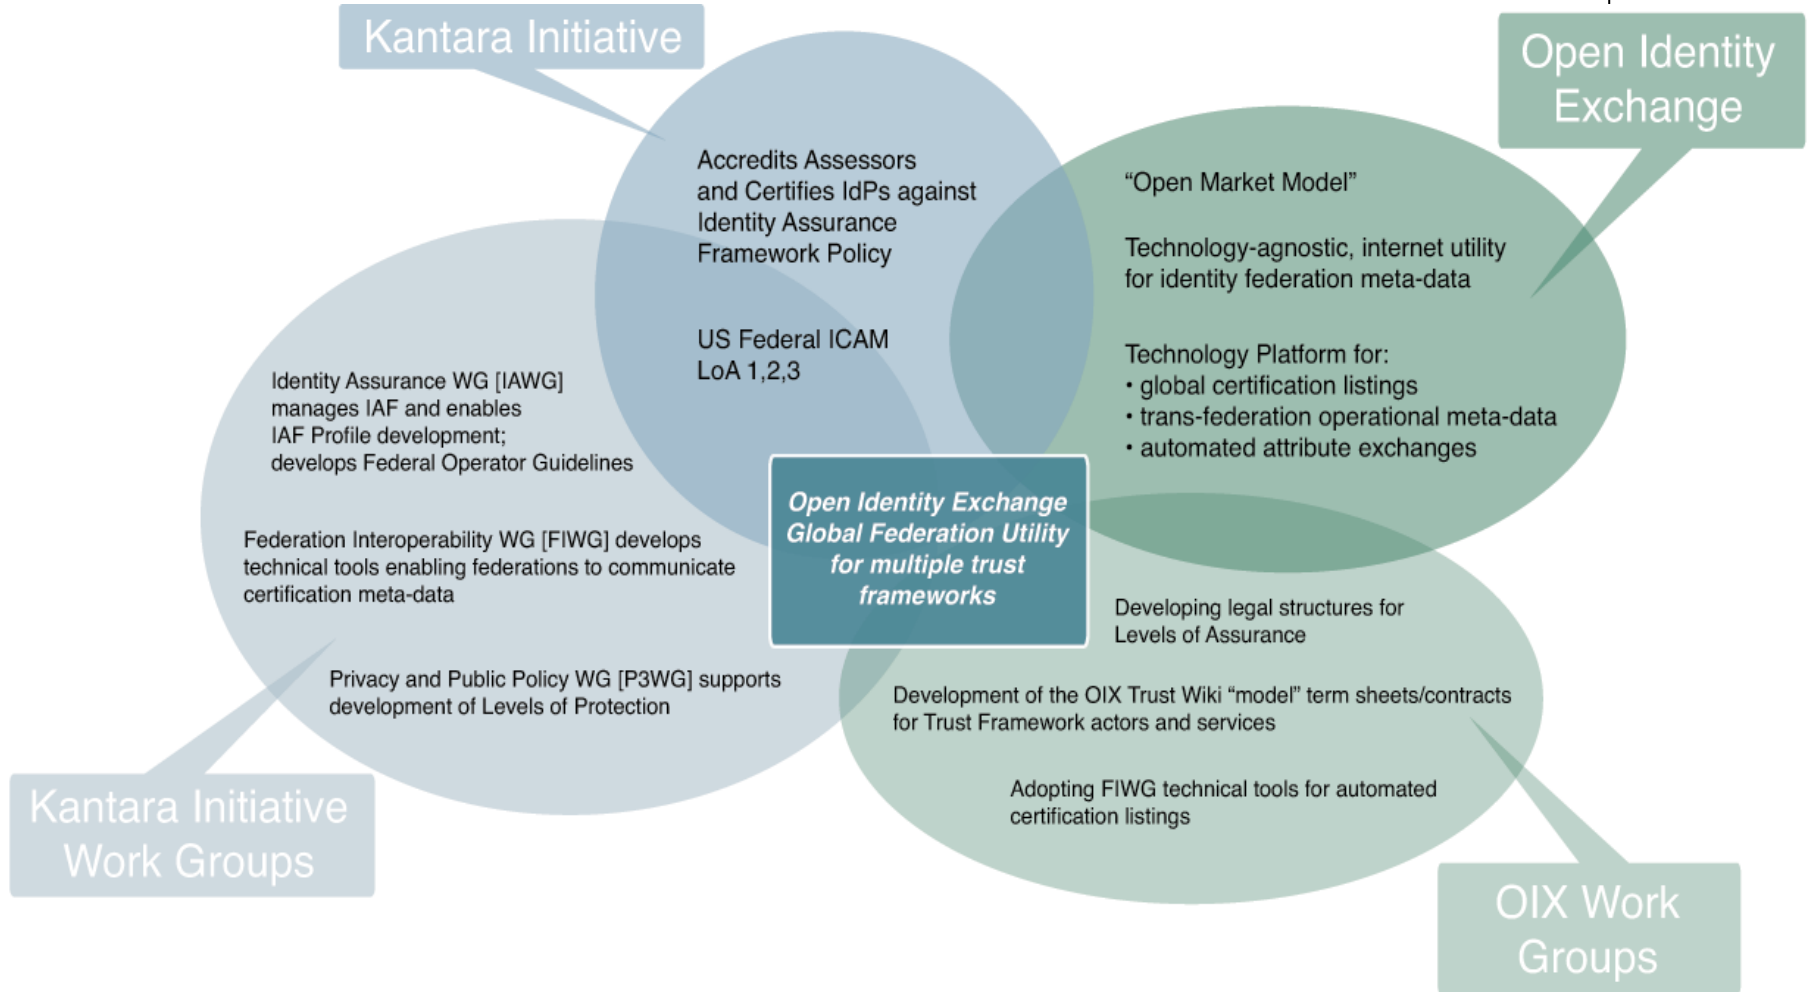 Kantara Initiative
Open Identity
Exchange
Accredits Assessors
and Certifies IdPs against
Identity Assurance
Framework Policy
US Federal ICAM
LoA 1,2,3
“Open Market Model”
Technology-agnostic, internet utility
for identity federation meta-data
Technology Platform for:
• global certification listings
• trans-federation operational meta-data
• automated attribute exchanges
Identity Assurance WG [IAWG]
manages IAF and enables
IAF Profile development;
develops Federal Operator Guidelines
Federation Interoperability WG [FIWG] develops
technical tools enabling federations to communicate
certification meta-data
Privacy and Public Policy WG [P3WG] supports
development of Levels of Protection
Open Identity Exchange
Global Federation Utility
for multiple trust
frameworks
Developing legal structures for
Levels of Assurance
Development of the OIX Trust Wiki “model” term sheets/contracts
for Trust Framework actors and services
Adopting FIWG technical tools for automated
certification listings
Kantara Initiative
Work Groups
OIX Work
Groups